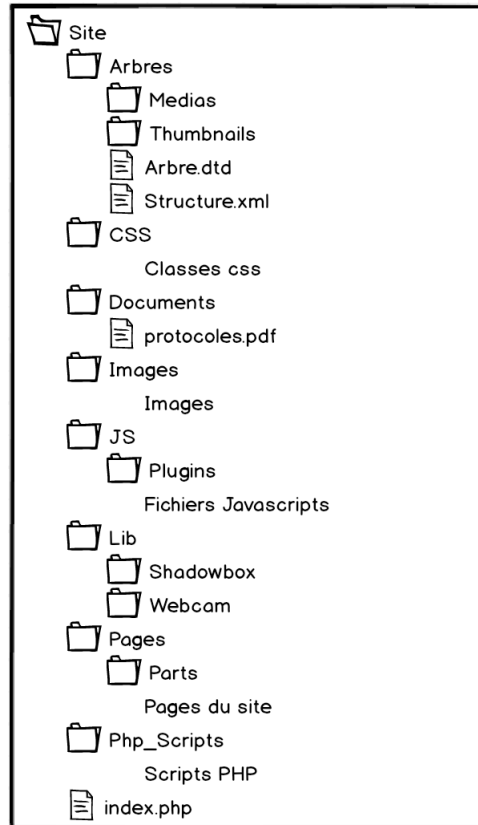 Site
Arbres
Medias
Thumbnails
Arbre.dtd
Structure.xml
CSS
Classes css
Documents
protocoles.pdf
Images
Images
JS
Plugins
Fichiers Javascripts
Lib
Shadowbox
Webcam
Pages
Parts
Pages du site
Php_Scripts
Scripts PHP
index.php